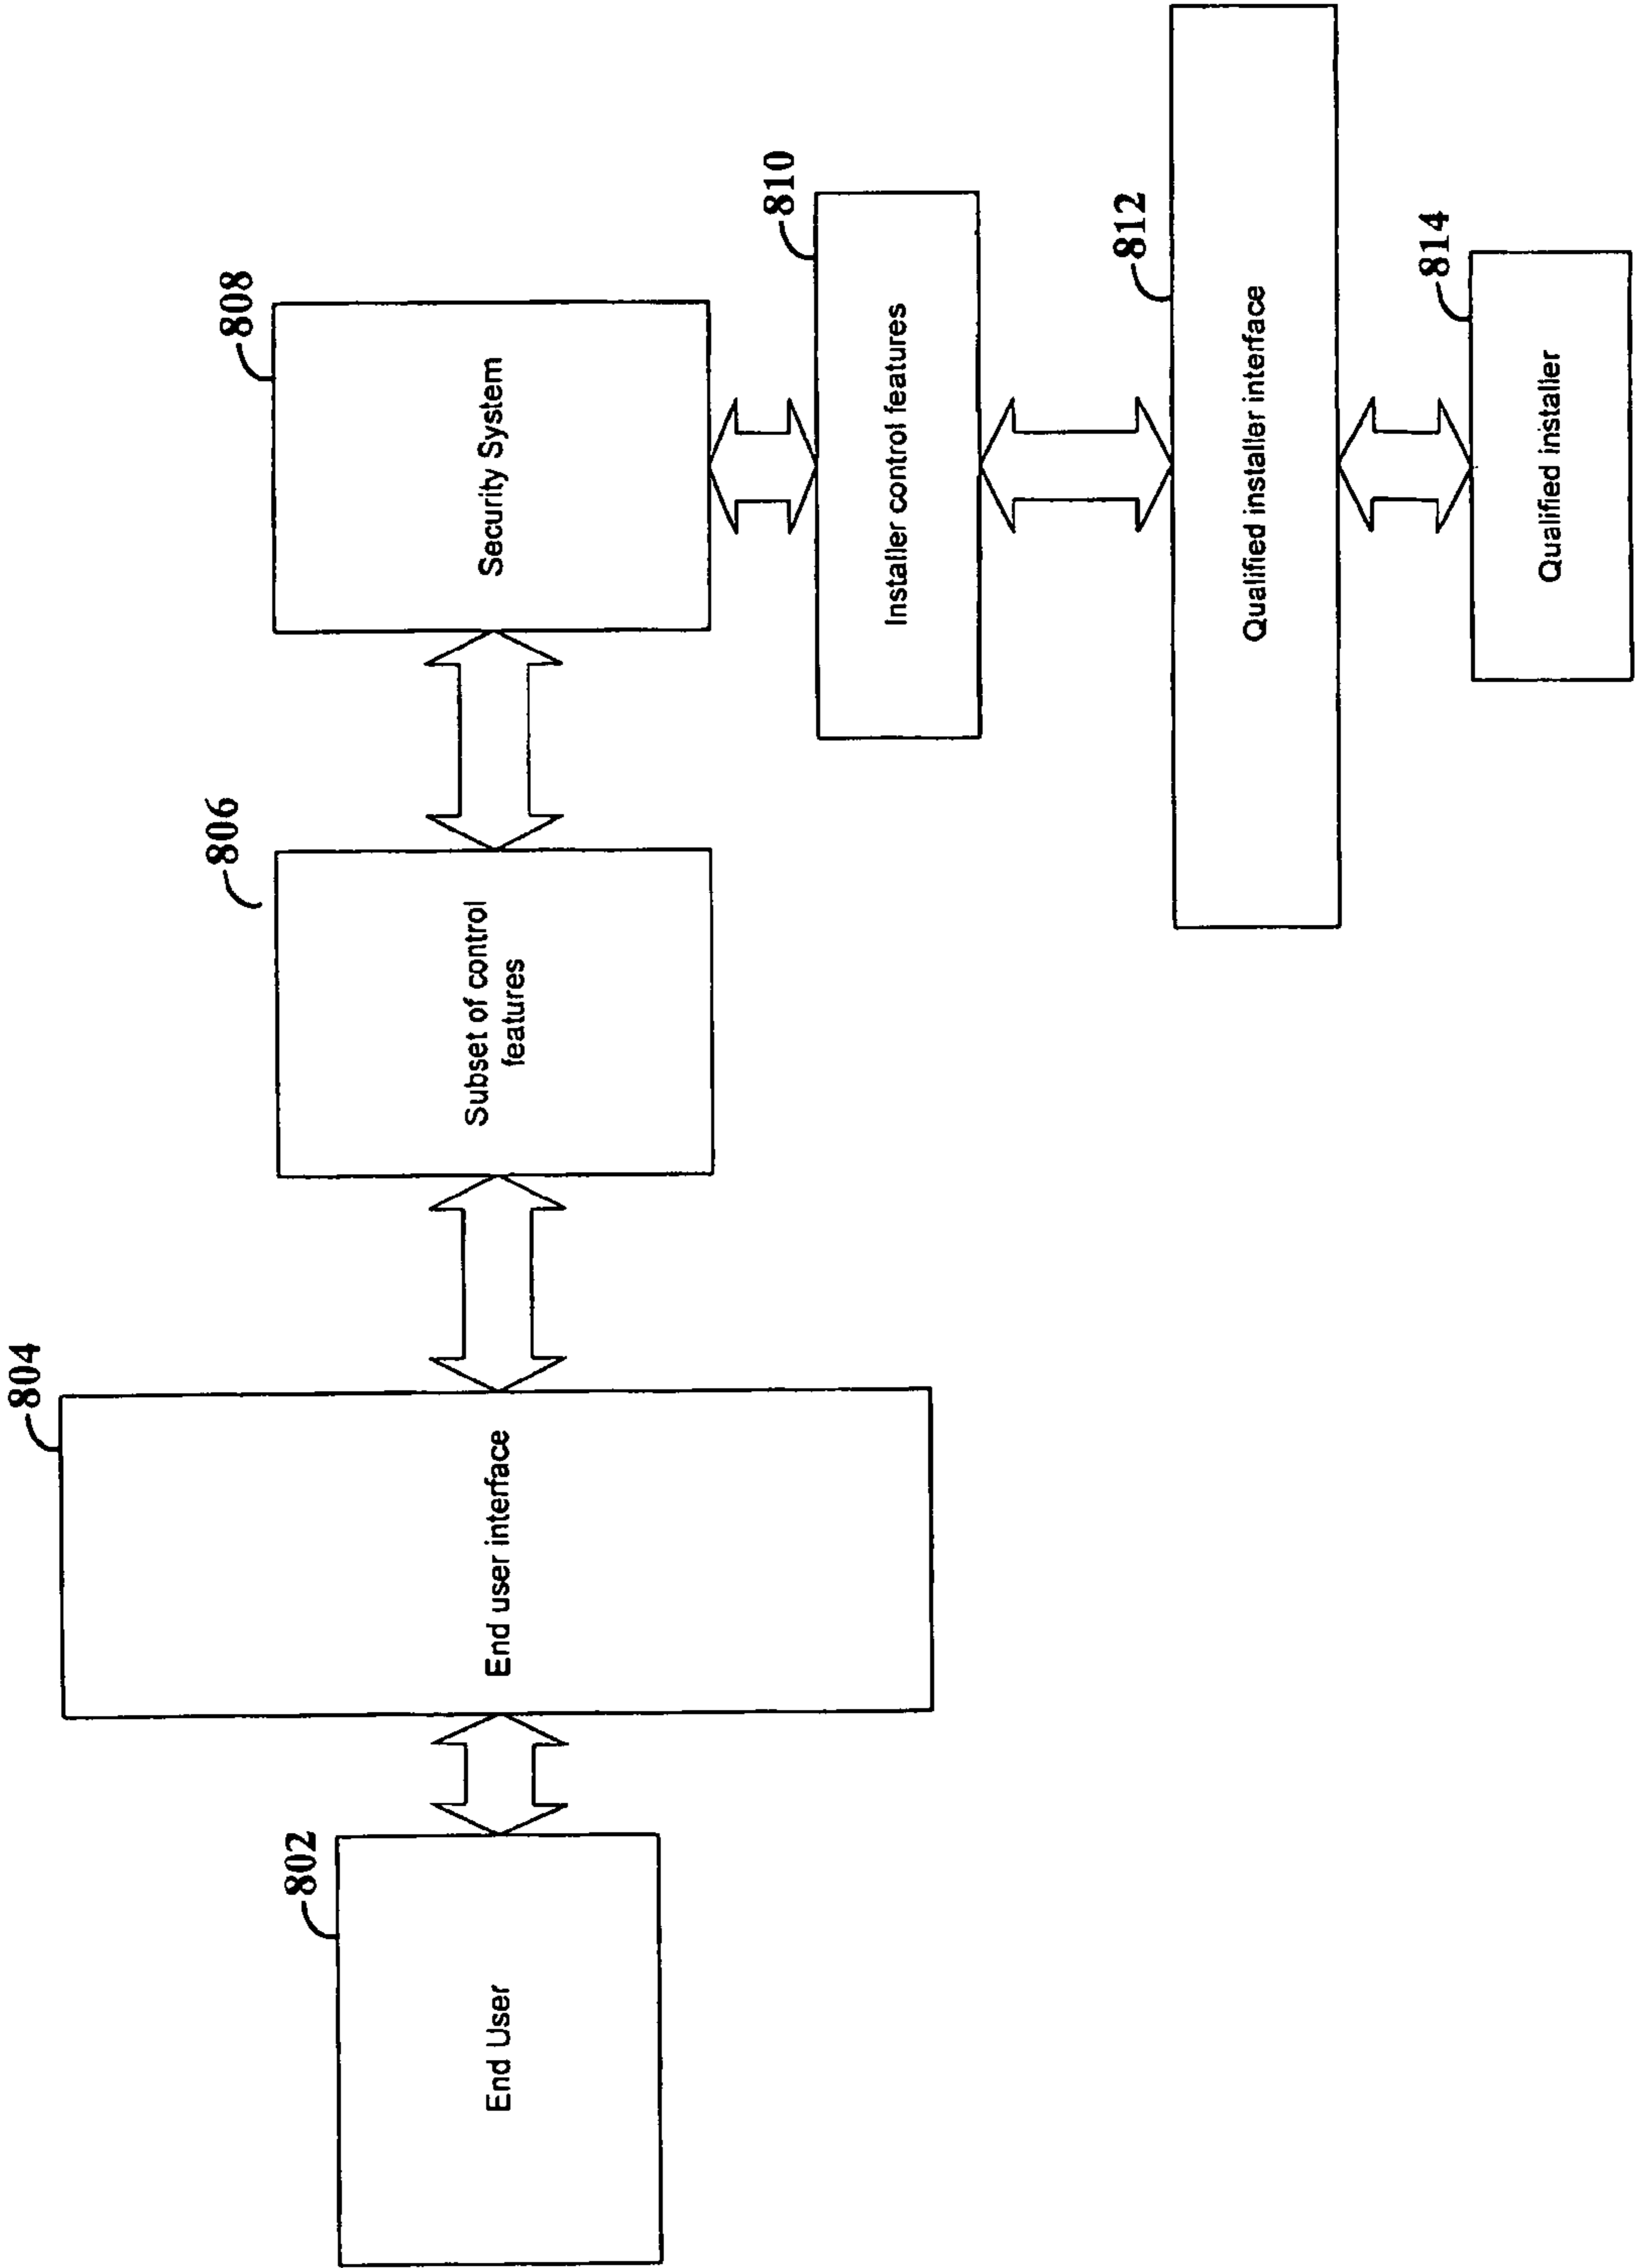 802
End User
804
End user interface
806
Subset of control
features
808
Security System
810
Installer control features
812
Qualified installer interface
814
Qualified installer